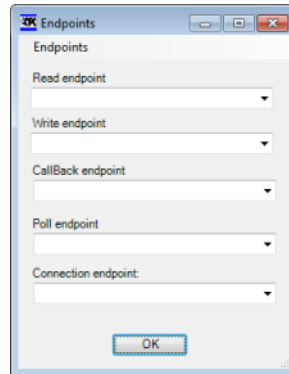 Endpoints
Endpoints
Read endpoint
Write endpoint
CallBack endpoint
Poll endpoint
Connection endpoint:
OK